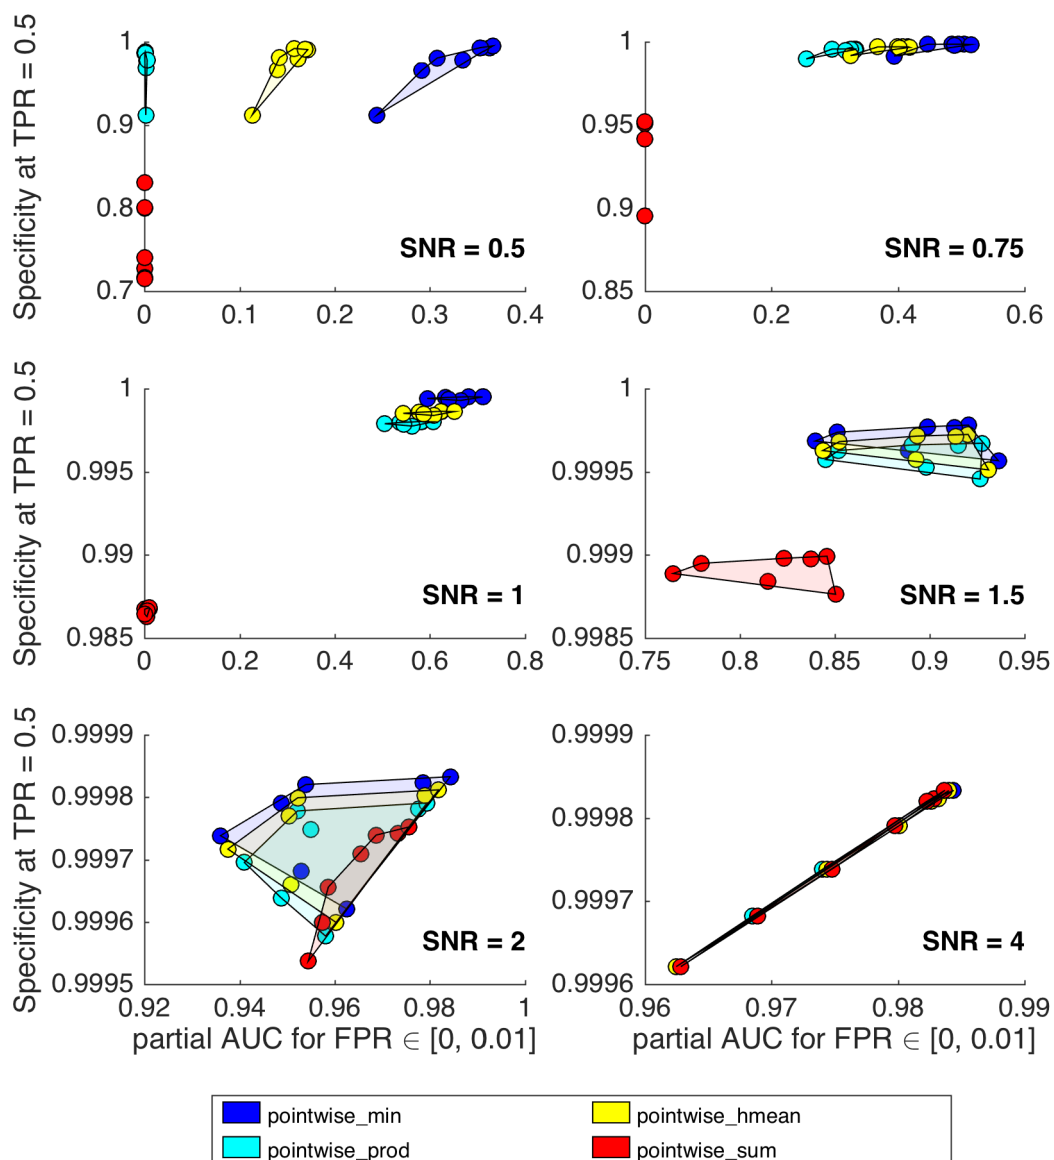 Specificity at TPR = 0.5
1
0.9
0.8
0.7
0 0.1 0.2 0.3 0.4
SNR = 0.5
1
0.95
0.9
0.85
0 0.2 0.4 0.6
SNR = 0.75
Specificity at TPR = 0.5
1
0.995
0.99
0.985
0 0.2 0.4 0.6 0.8
SNR = 1
1
0.9995
0.999
0.9985
0.75 0.8 0.85 0.9 0.95
SNR = 1.5
Specificity at TPR = 0.5
0.9999
0.9998
0.9997
0.9996
0.9995
0.92 0.94 0.96 0.98 1
SNR = 2
partial AUC for FPR ∈ [0, 0.01]
0.9999
0.9998
0.9997
0.9996
0.96 0.97 0.98 0.99
SNR = 4
partial AUC for FPR ∈ [0, 0.01]
pointwise_min pointwise_hmean
pointwise_prod pointwise_sum